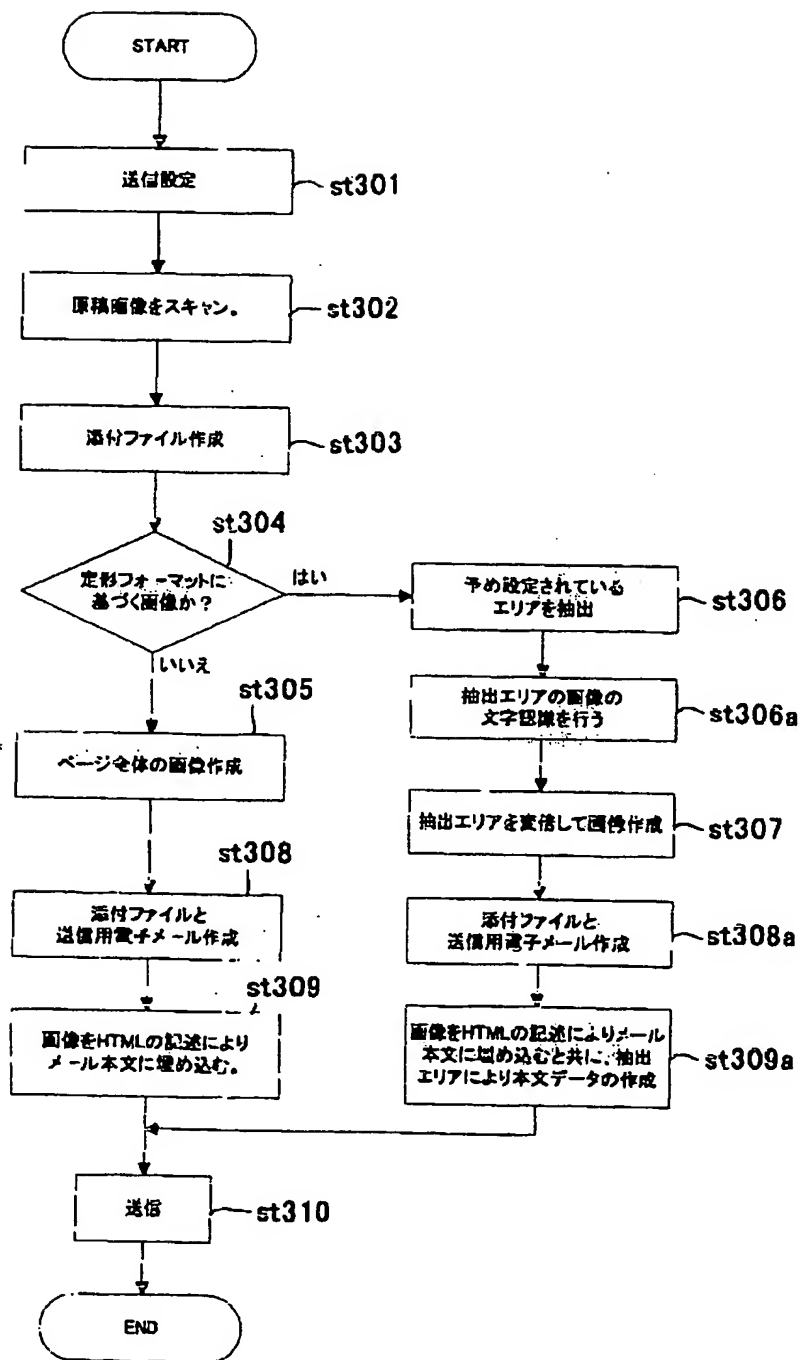 START
送信設定
st301
原稿画像をスキャン。
st302
添付ファイル作成
st303
st304
定形フォーマットに
基づく画像か?
はい
いいえ
予め設定されている
エリアを抽出
st306
抽出エリアの画像の
文字認識を行う
st306a
st305
ページ全体の画像作成
抽出エリアを変倍して画像作成
st307
st308
添付ファイルと
送信用電子メール作成
添付ファイルと
送信用電子メール作成
st308a
st309
画像をHTMLの記述により
メール本文に埋め込む。
画像をHTMLの記述によりメール
本文に埋め込むと共に、抽出
エリアにより本文データの作成
st309a
送信
st310
END